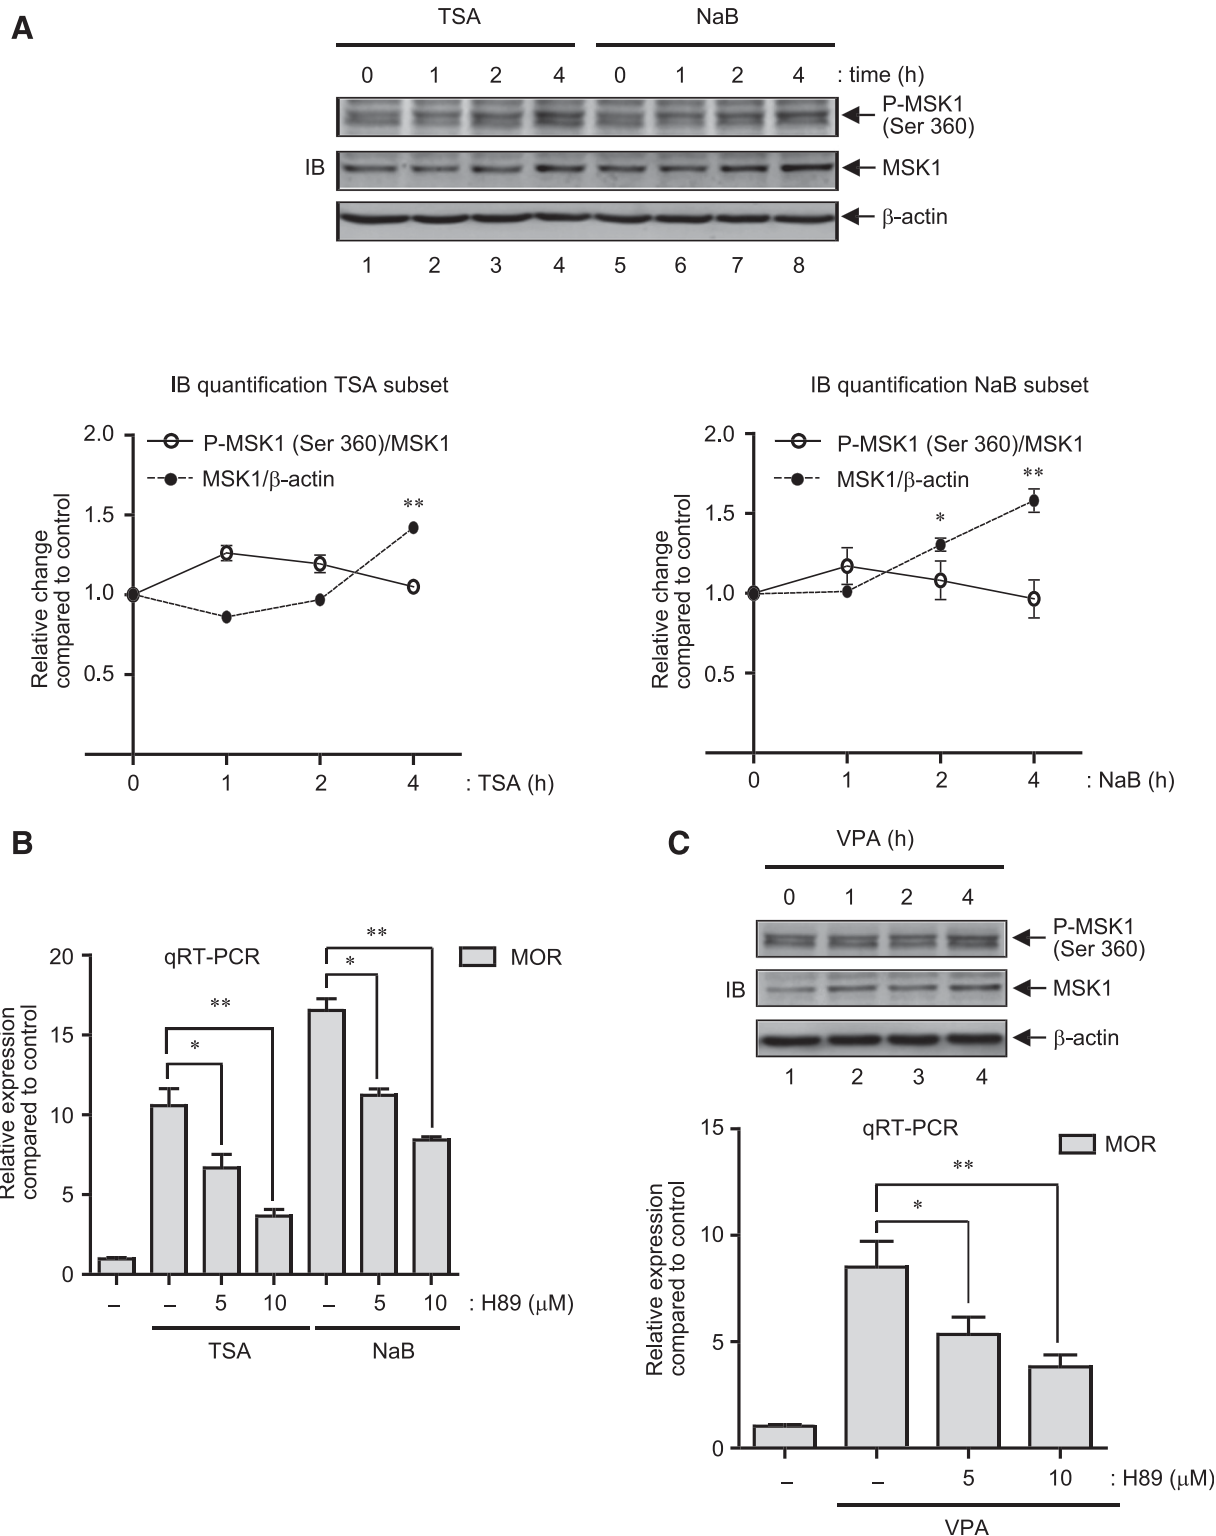 A
TSA NaB
0 1 2 4 0 1 2 4 : time (h)
P-MSK1
(Ser 360)
IB
MSK1
β-actin
1 2 3 4 5 6 7 8
IB quantification TSA subset
2.0
1.5
1.0
0.5
Relative change
compared to control
P-MSK1 (Ser 360)/MSK1
MSK1/β-actin
**
0 1 2 4 : TSA (h)
IB quantification NaB subset
2.0
1.5
1.0
0.5
Relative change
compared to control
P-MSK1 (Ser 360)/MSK1
MSK1/β-actin
*
**
0 1 2 4 : NaB (h)
B
qRT-PCR
MOR
20
15
10
5
0
Relative expression
compared to control
*
**
*
**
– – 5 10 – 5 10 : H89 (μM)
TSA NaB
C
VPA (h)
0 1 2 4
P-MSK1
(Ser 360)
IB
MSK1
β-actin
1 2 3 4
qRT-PCR
MOR
15
10
5
0
Relative expression
compared to control
*
**
– – 5 10 : H89 (μM)
VPA